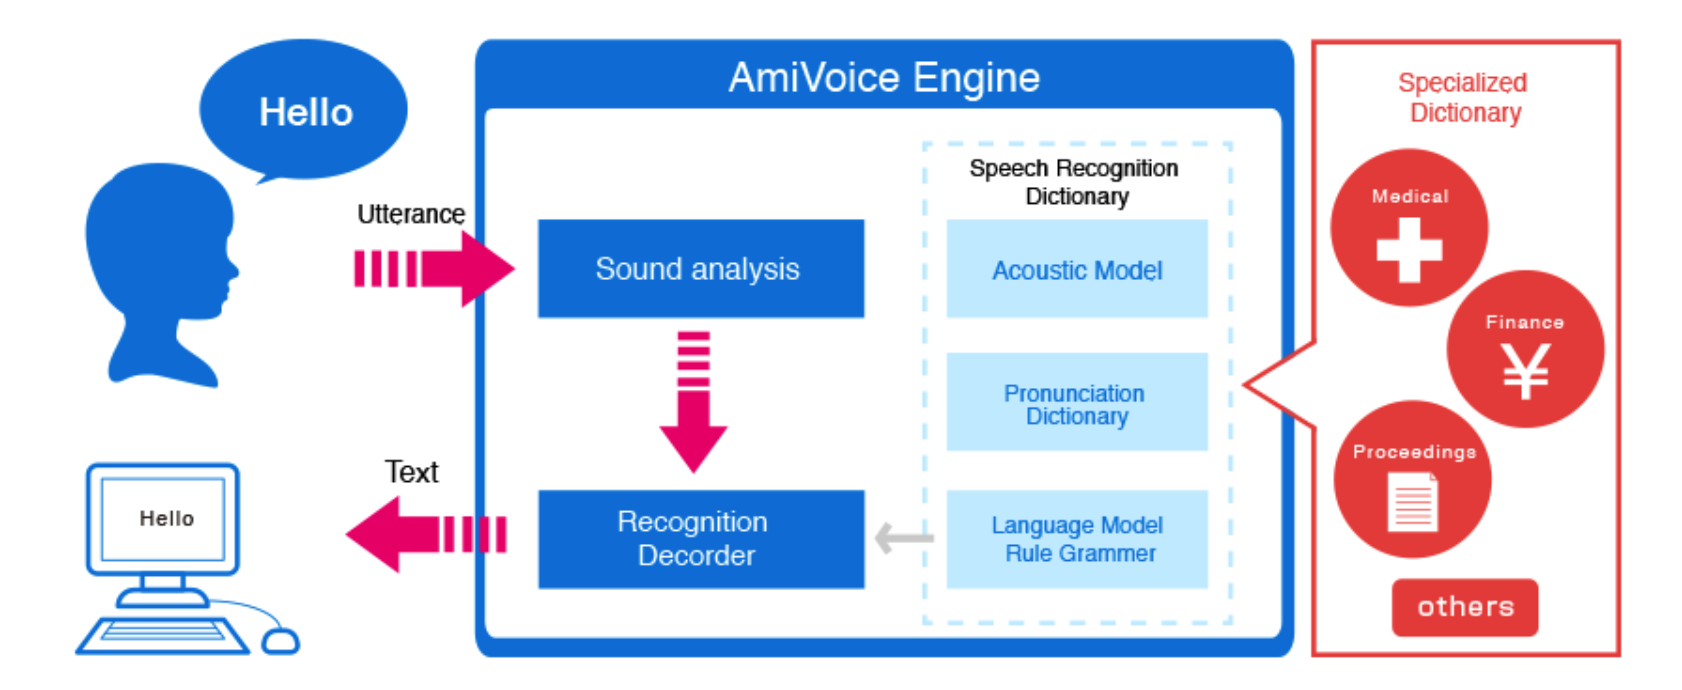 Hello
Utterance
AmiVoice Engine
Sound analysis
Speech Recognition
Dictionary
Acoustic Model
Pronunciation
Dictionary
Language Model
Rule Grammer
Recognition
Decorder
Text
Hello
Specialized
Dictionary
Medical
Finance
¥
Proceedings
others